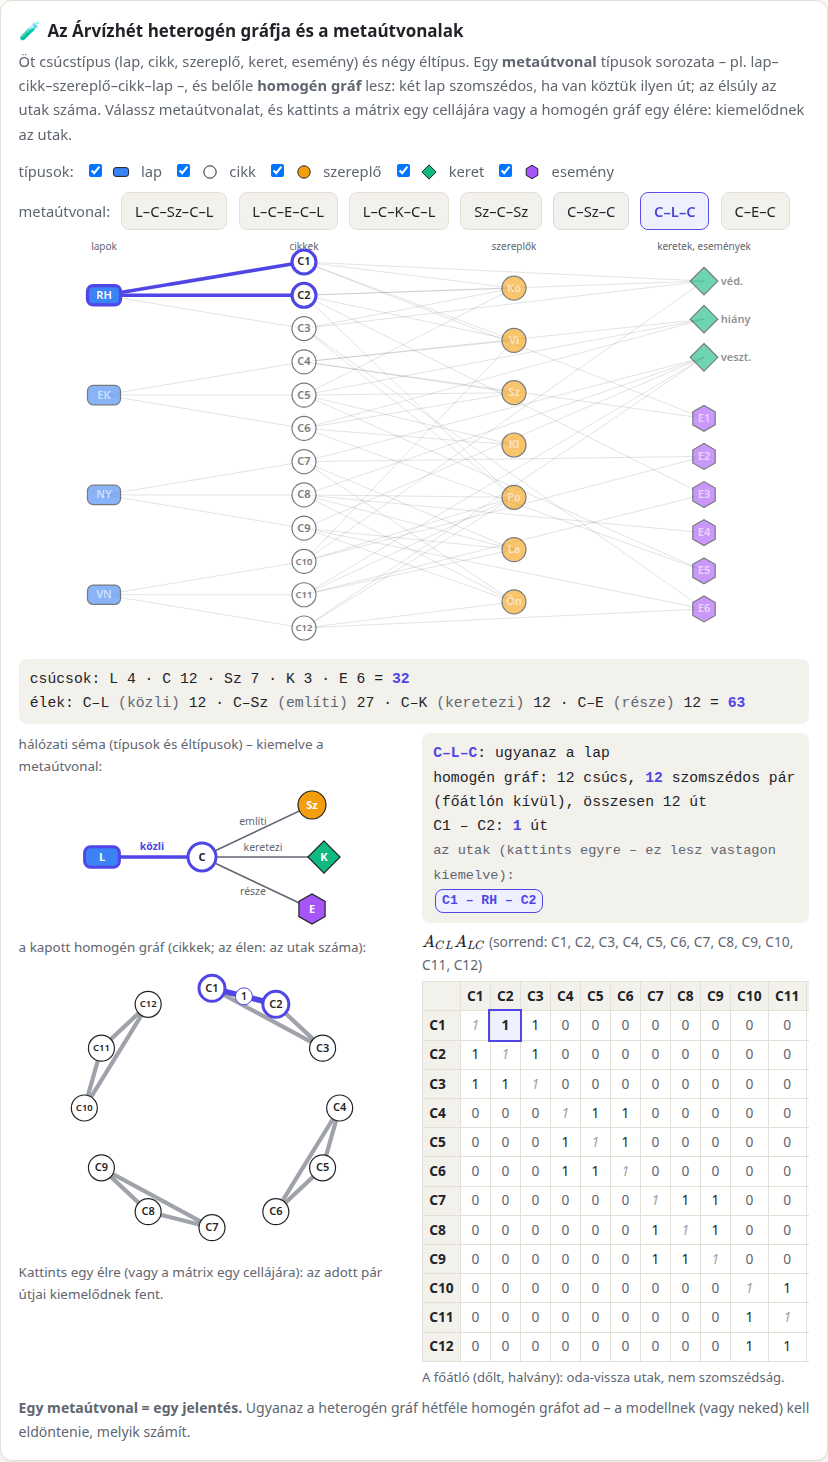 🧪 Az Árvízhét heterogén gráfja és a metaútvonalak
Öt csúcstípus (lap, cikk, szereplő, keret, esemény) és négy éltípus. Egy metaútvonal típusok sorozata – pl. lap–
cikk–szereplő–cikk–lap –, és belőle homogén gráf lesz: két lap szomszédos, ha van köztük ilyen út; az élsúly az
utak száma. Válassz metaútvonalat, és kattints a mátrix egy cellájára vagy a homogén gráf egy élére: kiemelődnek
az utak.
típusok: lap cikk szereplő keret esemény
metaútvonal: L–C–Sz–C–L L–C–E–C–L L–C–K–C–L Sz–C–Sz C–Sz–C C–L–C C–E–C
lapok cikkek szereplők keretek, események
C1
RH C2 Ko véd.
C3 hiány
C4 Vi veszt.
EK C5 Sz
C6 E1
C7 Kl E2
NY C8 Po E3
C9 E4
C10 La E5
VN C11 Ön E6
C12
csúcsok: L 4 · C 12 · Sz 7 · K 3 · E 6 = 32
élek: C–L (közli) 12 · C–Sz (említi) 27 · C–K (keretezi) 12 · C–E (része) 12 = 63
hálózati séma (típusok és éltípusok) – kiemelve a
metaútvonal:
Sz
említi
L közli C keretezi K
része
E
a kapott homogén gráf (cikkek; az élen: az utak száma):
C1 1 C2
C12
C11 C3
C10 C4
C9 C5
C8 C6
C7
Kattints egy élre (vagy a mátrix egy cellájára): az adott pár
útjai kiemelődnek fent.
C–L–C: ugyanaz a lap
homogén gráf: 12 csúcs, 12 szomszédos pár
(főátlón kívül), összesen 12 út
C1 – C2: 1 út
az utak (kattints egyre – ez lesz vastagon
kiemelve):
C1 – RH – C2
A_CL A_LC (sorrend: C1, C2, C3, C4, C5, C6, C7, C8, C9, C10,
C11, C12)
C1 C2 C3 C4 C5 C6 C7 C8 C9 C10 C11
C1 1 1 1 0 0 0 0 0 0 0 0
C2 1 1 1 0 0 0 0 0 0 0 0
C3 1 1 1 0 0 0 0 0 0 0 0
C4 0 0 0 1 1 1 0 0 0 0 0
C5 0 0 0 1 1 1 0 0 0 0 0
C6 0 0 0 1 1 1 0 0 0 0 0
C7 0 0 0 0 0 0 1 1 1 0 0
C8 0 0 0 0 0 0 1 1 1 0 0
C9 0 0 0 0 0 0 1 1 1 0 0
C10 0 0 0 0 0 0 0 0 0 1 1
C11 0 0 0 0 0 0 0 0 0 1 1
C12 0 0 0 0 0 0 0 0 0 1 1
A főátló (dőlt, halvány): oda-vissza utak, nem szomszédság.
Egy metaútvonal = egy jelentés. Ugyanaz a heterogén gráf hétféle homogén gráfot ad – a modellnek (vagy neked) kell
eldöntenie, melyik számít.